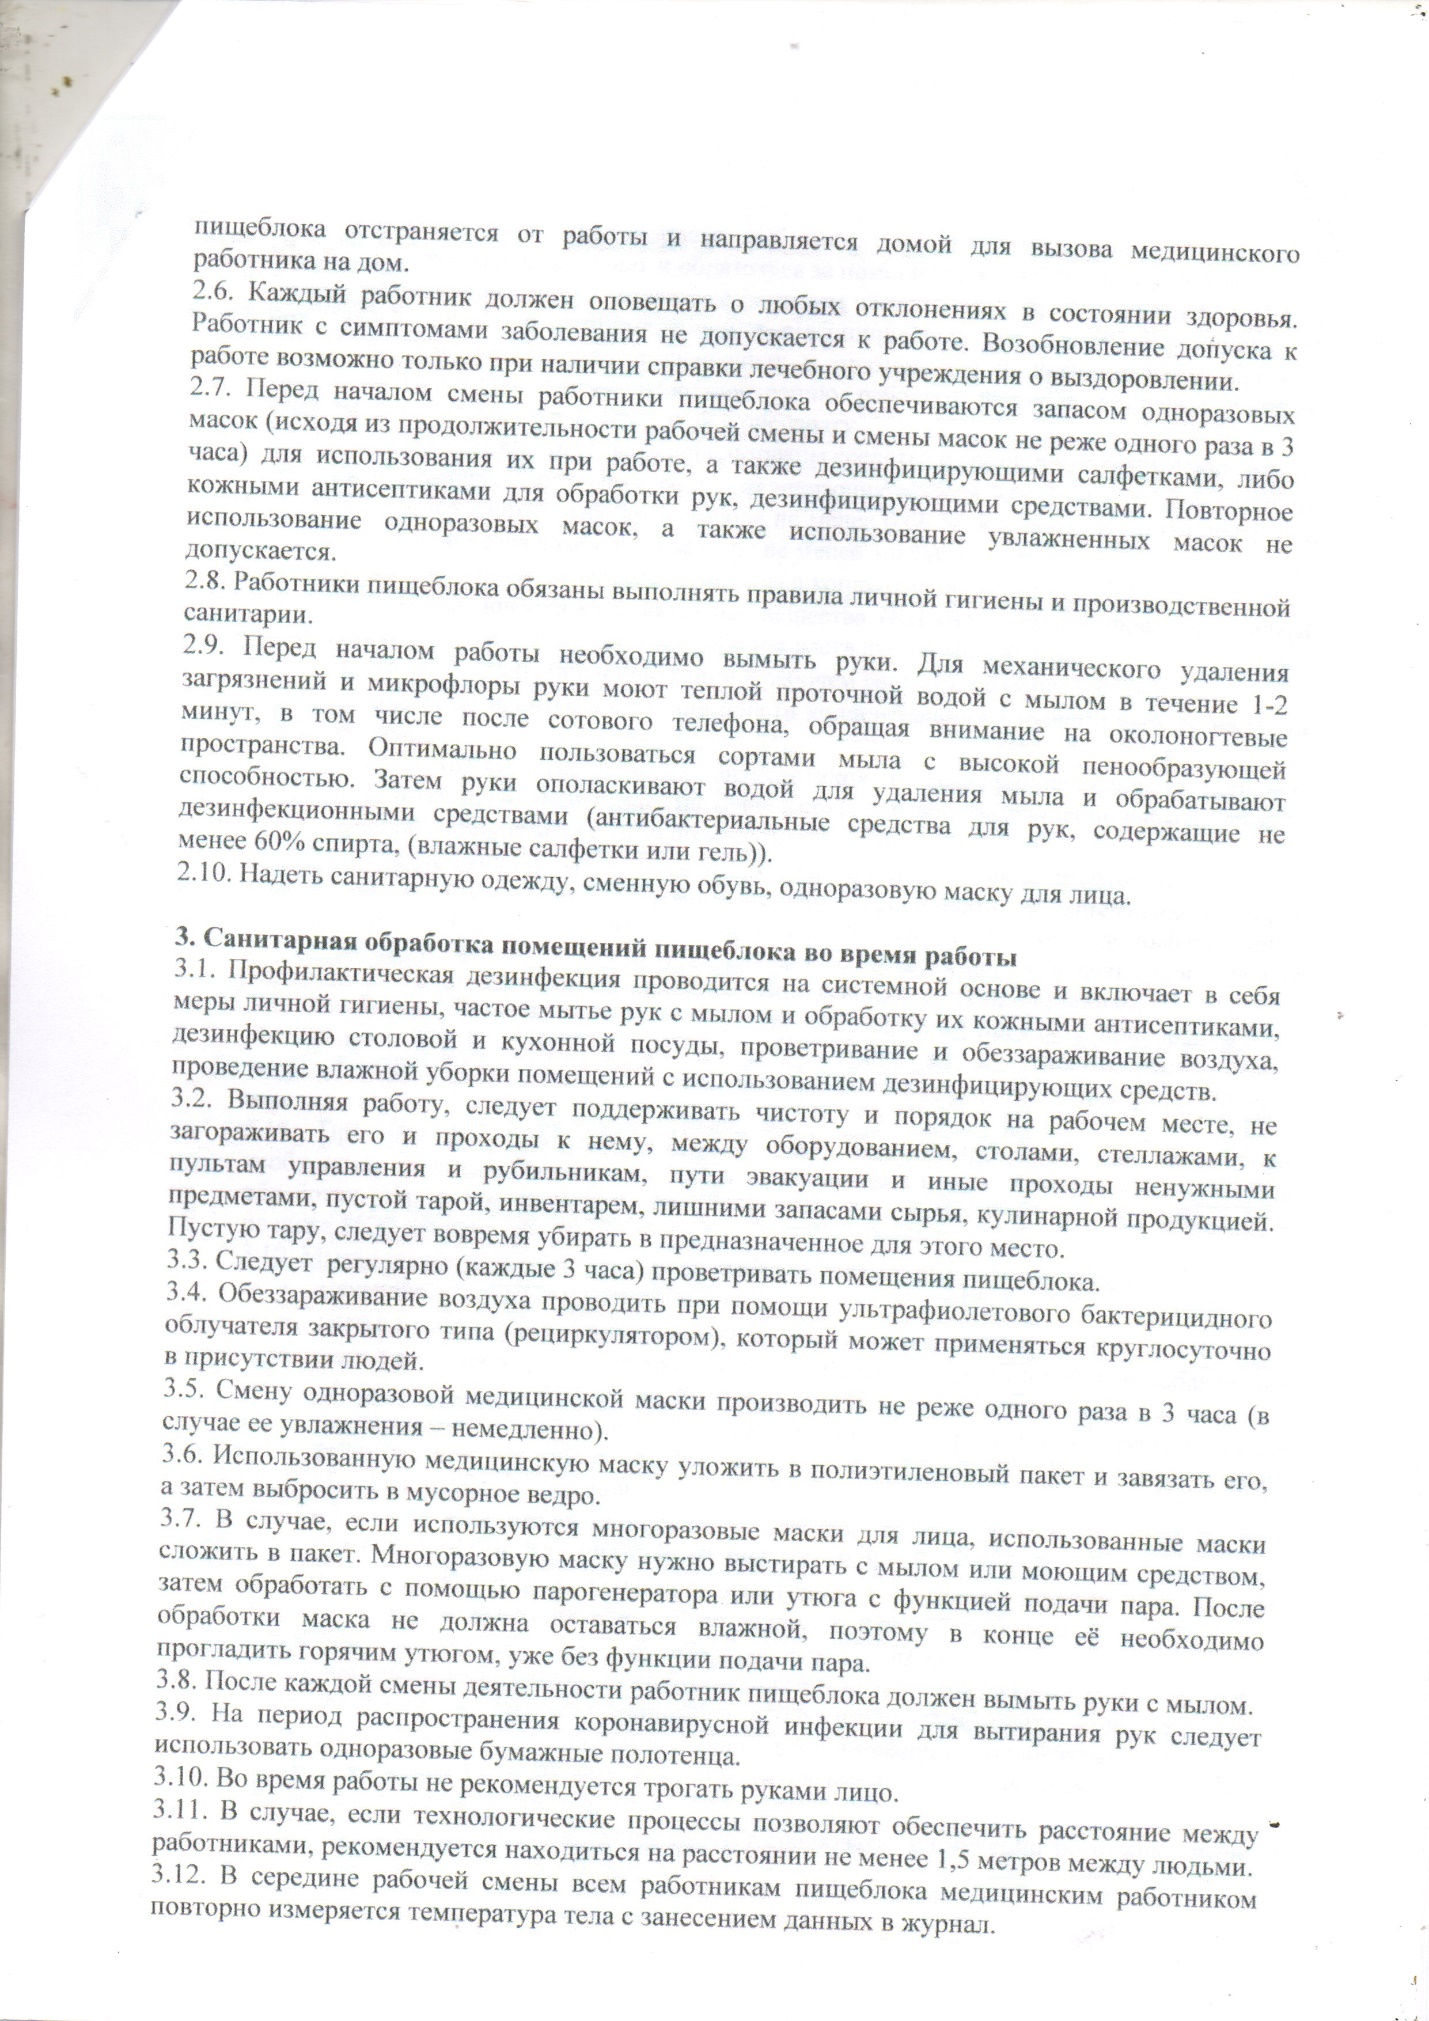 пищеблока отстраняется от работы и направляется домой для вызова медицинского
работника на дом.
2.6. Каждый работник должен оповещать о любых отклонениях в состоянии здоровья.
Работник с симптомами заболевания не допускается к работе. Возобновление допуска к
работе возможно только при наличии справки лечебного учреждения о выздоровлении.
2.7. Перед началом смены работники пищеблока обеспечиваются запасом одноразовых
масок (исходя из продолжительности рабочей смены и смены масок не реже одного раза в 3
часа) для использования их при работе, а также дезинфицирующими салфетками, либо
кожными антисептиками для обработки рук, дезинфицирующими средствами. Повторное
использование одноразовых масок, а также использование увлажненных масок не
допускается.
2.8. Работники пищеблока обязаны выполнять правила личной гигиены и производственной
санитарии.
2.9. Перед началом работы необходимо вымыть руки. Для механического удаления
загрязнений и микрофлоры руки моют теплой проточной водой с мылом в течение 1-2
минут, в том числе после сотового телефона, обращая внимание на околоногтевые
пространства. Оптимально пользоваться сортами мыла с высокой пенообразующей
способностью. Затем руки ополаскивают водой для удаления мыла и обрабатывают
дезинфекционными средствами (антибактериальные средства для рук, содержащие не
менее 60% спирта, (влажные салфетки или гель)).
2.10. Надеть санитарную одежду, сменную обувь, одноразовую маску для лица.
3. Санитарная обработка помещений пищеблока во время работы
3.1. Профилактическая дезинфекция проводится на системной основе и включает в себя
меры личной гигиены, частое мытье рук с мылом и обработку их кожными антисептиками,
дезинфекцию столовой и кухонной посуды, проветривание и обеззараживание воздуха,
проведение влажной уборки помещений с использованием дезинфицирующих средств.
3.2. Выполняя работу, следует поддерживать чистоту и порядок на рабочем месте, не
загораживать его и проходы к нему, между оборудованием, столами, стеллажами, к
пультам управления и рубильникам, пути эвакуации и иные проходы ненужными
предметами, пустой тарой, инвентарем, лишними запасами сырья, кулинарной продукцией.
Пустую тару, следует вовремя убирать в предназначенное для этого место.
3.3. Следует регулярно (каждые 3 часа) проветривать помещения пищеблока.
3.4. Обеззараживание воздуха проводить при помощи ультрафиолетового бактерицидного
облучателя закрытого типа (рециркулятором), который может применяться круглосуточно
в присутствии людей.
3.5. Смену одноразовой медицинской маски производить не реже одного раза в 3 часа (в
случае ее увлажнения – немедленно).
3.6. Использованную медицинскую маску уложить в полиэтиленовый пакет и завязать его,
а затем выбросить в мусорное ведро.
3.7. В случае, если используются многоразовые маски для лица, использованные маски
сложить в пакет. Многоразовую маску нужно выстирать с мылом или моющим средством,
затем обработать с помощью парогенератора или утюга с функцией подачи пара. После
обработки маска не должна оставаться влажной, поэтому в конце её необходимо
прогладить горячим утюгом, уже без функции подачи пара.
3.8. После каждой смены деятельности работник пищеблока должен вымыть руки с мылом.
3.9. На период распространения коронавирусной инфекции для вытирания рук следует
использовать одноразовые бумажные полотенца.
3.10. Во время работы не рекомендуется трогать руками лицо.
3.11. В случае, если технологические процессы позволяют обеспечить расстояние между
работниками, рекомендуется находиться на расстоянии не менее 1,5 метров между людьми.
3.12. В середине рабочей смены всем работникам пищеблока медицинским работником
повторно измеряется температура тела с занесением данных в журнал.